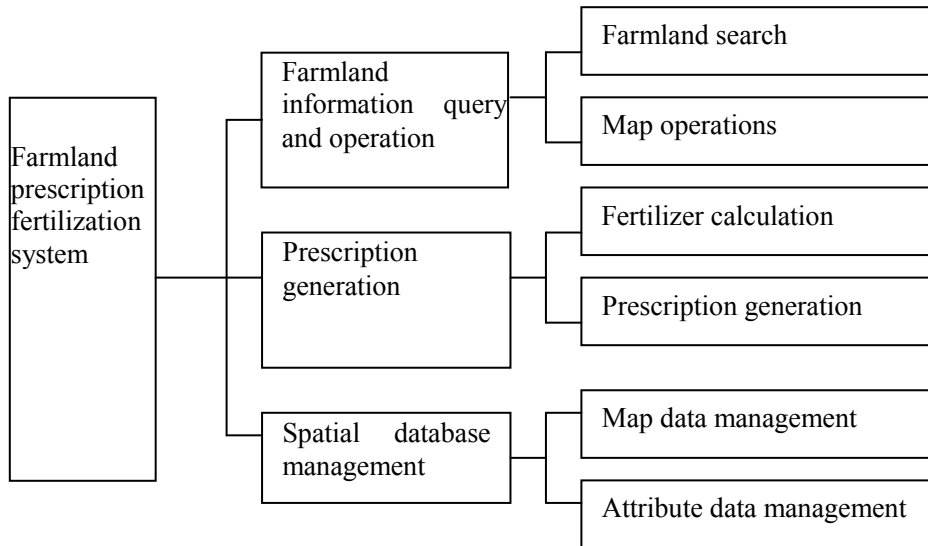 Farmland
prescription
fertilization
system
Farmland
information query
and operation
Farmland search
Map operations
Prescription
generation
Fertilizer calculation
Prescription generation
Spatial database
management
Map data management
Attribute data management